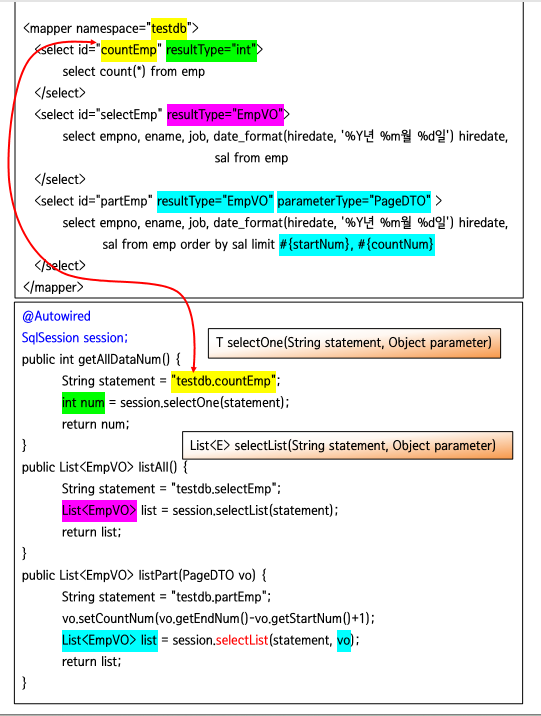 <mapper namespace="testdb">
<select id="countEmp" resultType="int">
select count(*) from emp
</select>
<select id="selectEmp" resultType="EmpVO">
select empno, ename, job, date_format(hiredate, '%Y년 %m월 %d일') hiredate,
sal from emp
</select>
<select id="partEmp" resultType="EmpVO" parameterType="PageDTO" >
select empno, ename, job, date_format(hiredate, '%Y년 %m월 %d일') hiredate,
sal from emp order by sal limit #{startNum}, #{countNum}
</select>
</mapper>
@Autowired
SqlSession session;
T selectOne(String statement, Object parameter)
public int getAllDataNum() {
String statement = "testdb.countEmp";
int num = session.selectOne(statement);
return num;
}
List<E> selectList(String statement, Object parameter)
public List<EmpVO> listAll() {
String statement = "testdb.selectEmp";
List<EmpVO> list = session.selectList(statement);
return list;
}
public List<EmpVO> listPart(PageDTO vo) {
String statement = "testdb.partEmp";
vo.setCountNum(vo.getEndNum()-vo.getStartNum()+1);
List<EmpVO> list = session.selectList(statement, vo);
return list;
}